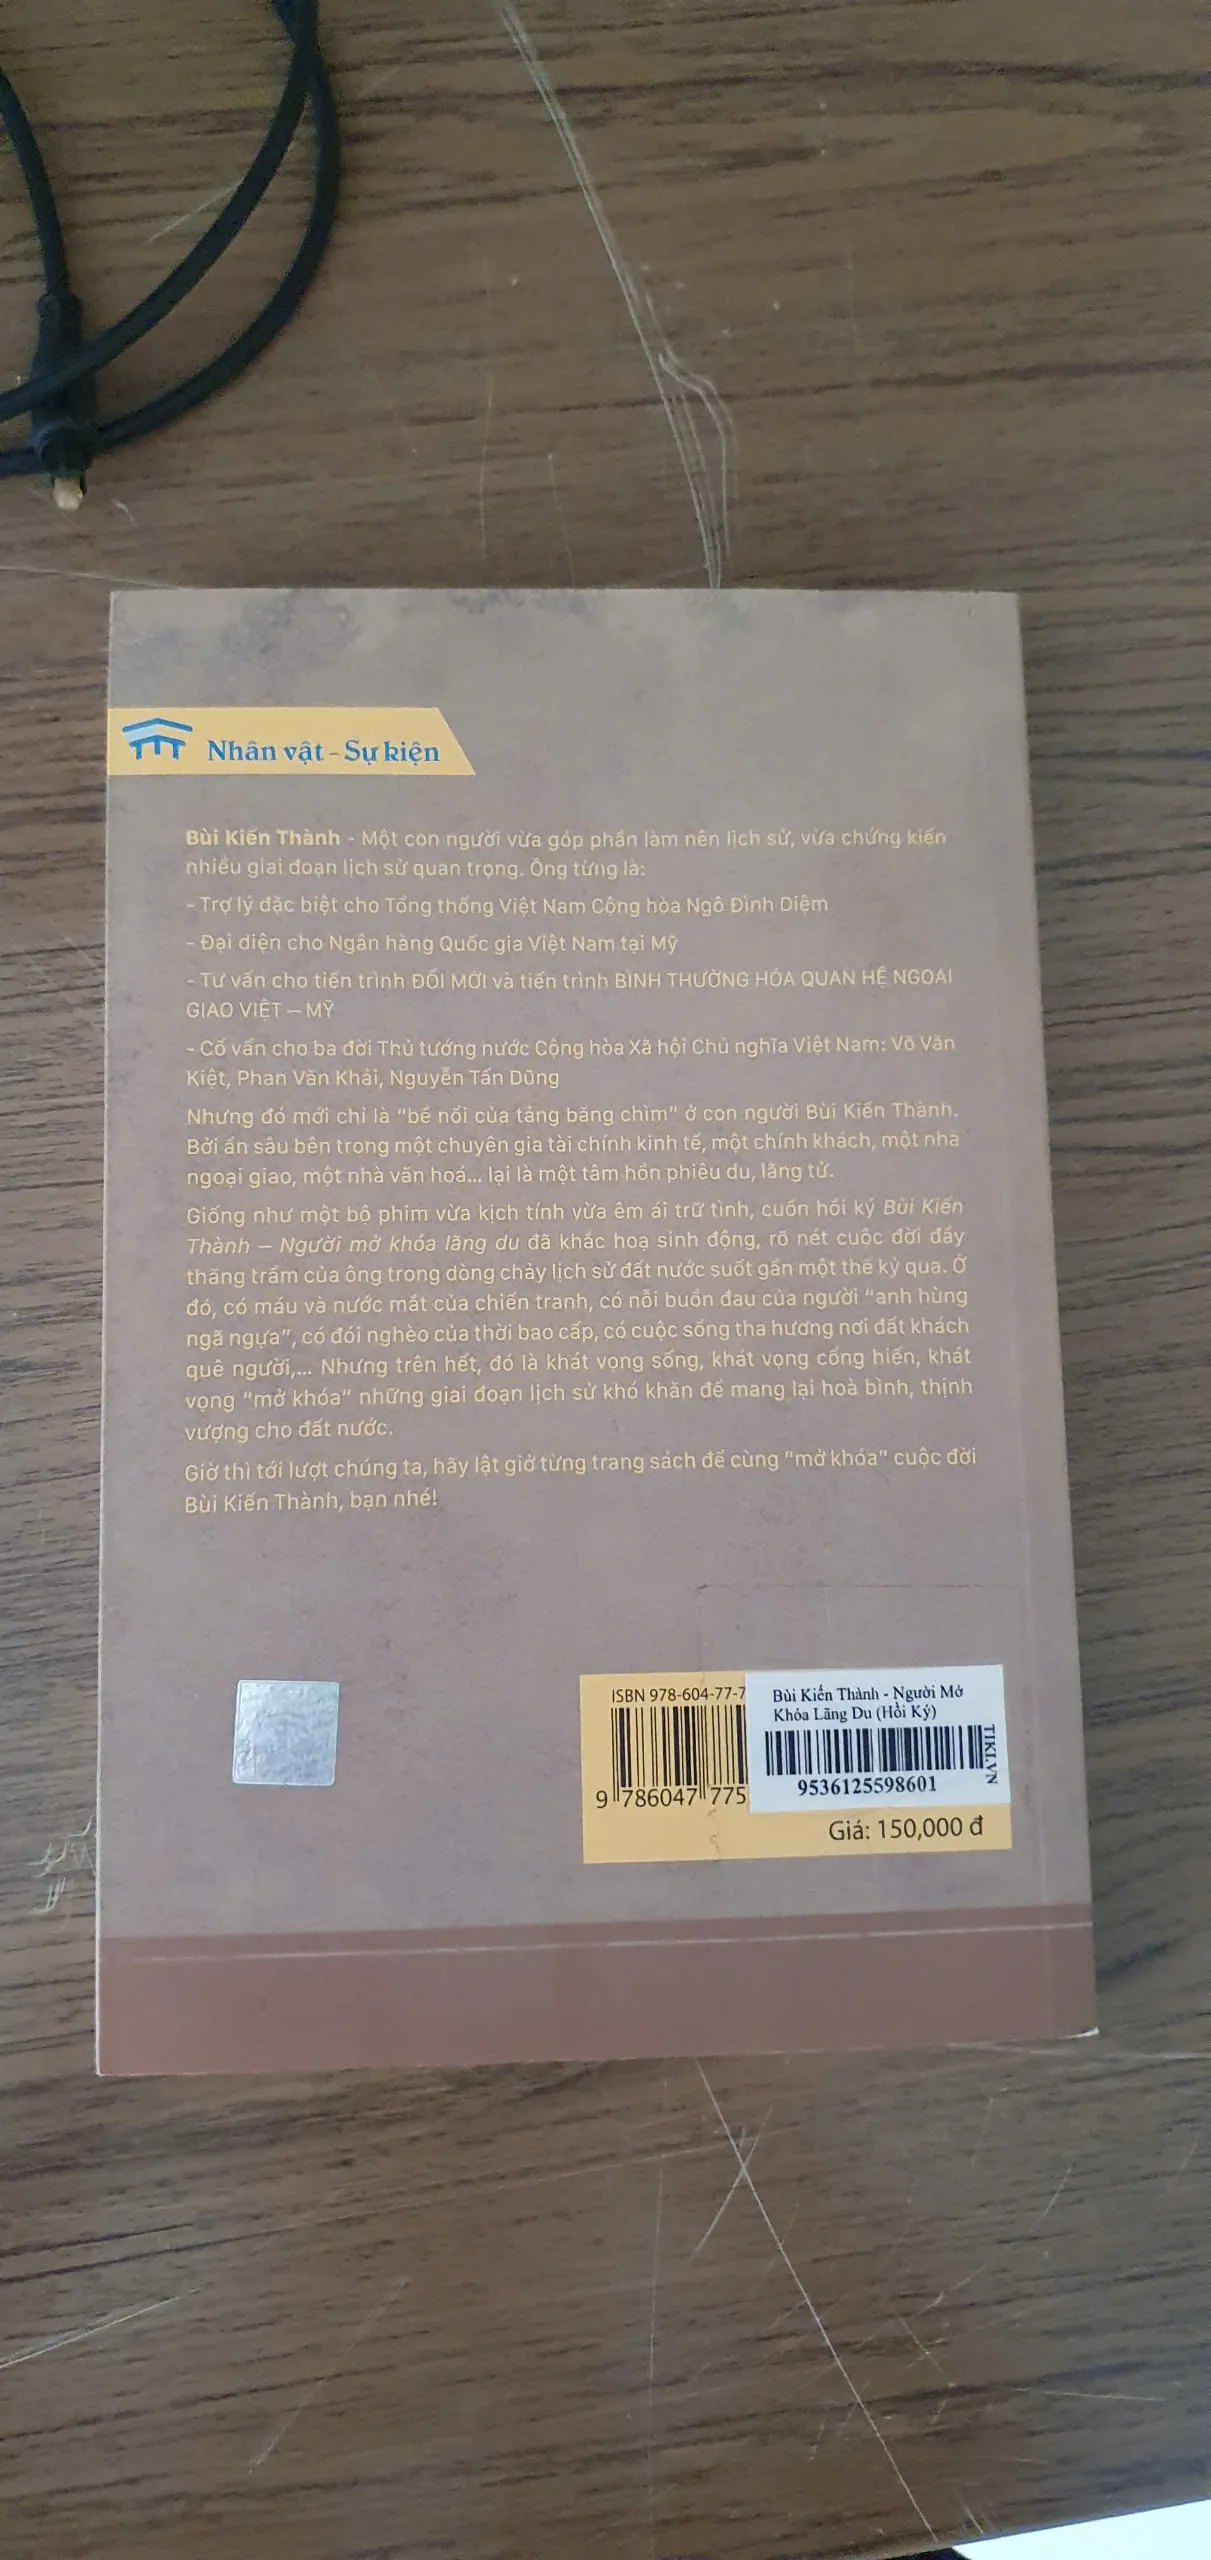 Nhân vật - Sự kiện
Bùi Kiến Thành - Một con người vừa góp phần làm nên lịch sử, vừa chứng kiến
nhiều giai đoạn lịch sử quan trọng. Ông từng là:
- Trợ lý đặc biệt cho Tổng thống Việt Nam Cộng hòa Ngô Đình Diệm
- Đại diện cho Ngân hàng Quốc gia Việt Nam tại Mỹ
- Tư vấn cho tiến trình ĐỔI MỚI và tiến trình BÌNH THƯỜNG HÓA QUAN HỆ NGOẠI
GIAO VIỆT – MỸ
- Cố vấn cho ba đời Thủ tướng nước Cộng hòa Xã hội Chủ nghĩa Việt Nam: Võ Văn
Kiệt, Phan Văn Khải, Nguyễn Tấn Dũng
Nhưng đó mới chỉ là "bề nổi của tảng băng chìm" ở con người Bùi Kiến Thành.
Bởi ẩn sâu bên trong một chuyên gia tài chính kinh tế, một chính khách, một nhà
ngoại giao, một nhà văn hoá... lại là một tâm hồn phiêu du, lãng tử.
Giống như một bộ phim vừa kịch tính vừa êm ái trữ tình, cuốn hồi ký Bùi Kiến
Thành – Người mở khóa lãng du đã khắc hoạ sinh động, rõ nét cuộc đời đầy
thăng trầm của ông trong dòng chảy lịch sử đất nước suốt gần một thế kỷ qua. Ở
đó, có máu và nước mắt của chiến tranh, có nỗi buồn đau của người "anh hùng
ngã ngựa", có đói nghèo của thời bao cấp, có cuộc sống tha hương nơi đất khách
quê người,... Nhưng trên hết, đó là khát vọng sống, khát vọng cống hiến, khát
vọng "mở khóa" những giai đoạn lịch sử khó khăn để mang lại hoà bình, thịnh
vượng cho đất nước.
Giờ thì tới lượt chúng ta, hãy lật giở từng trang sách để cùng "mở khóa" cuộc đời
Bùi Kiến Thành, bạn nhé!
ISBN 978-604-77-7
9 786047 775
Bùi Kiến Thành - Người Mở
Khóa Lãng Du (Hồi Ký)
TIKI.VN
9536125598601
Giá: 150,000 đ